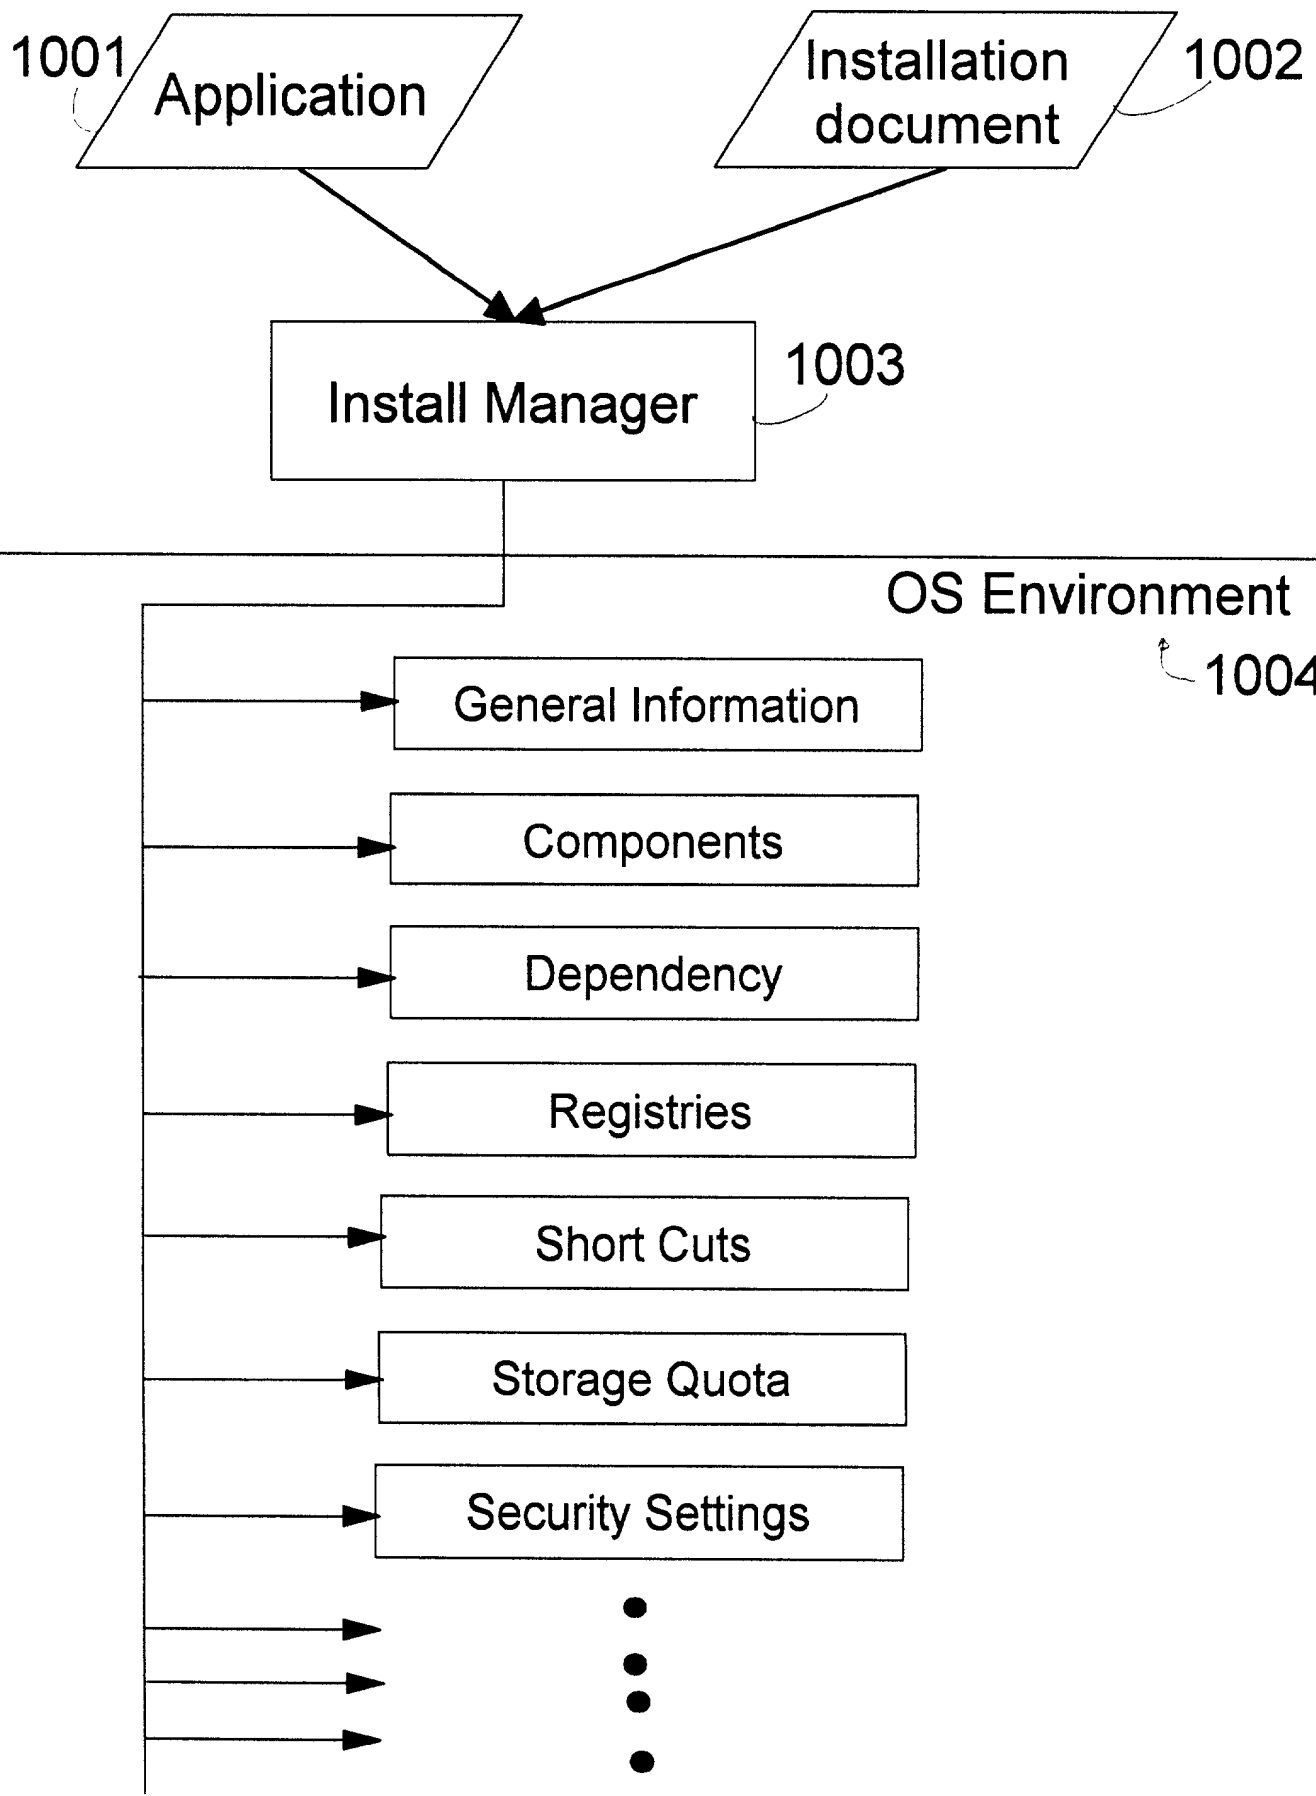 1001
Application
Installation
document
1002
Install Manager
1003
OS Environment
1004
General Information
Components
Dependency
Registries
Short Cuts
Storage Quota
Security Settings